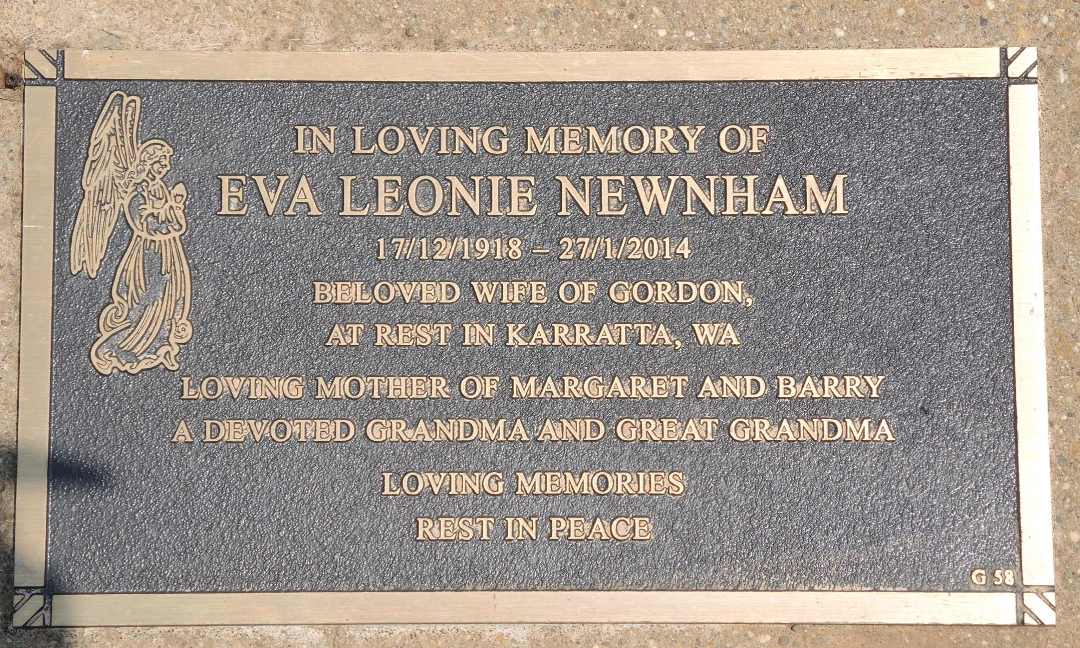 IN LOVING MEMORY OF
EVA LEONIE NEWNHAM
17/12/1918 – 27/1/2014
BELOVED WIFE OF GORDON,
AT REST IN KARRATTA, WA
LOVING MOTHER OF MARGARET AND BARRY
A DEVOTED GRANDMA AND GREAT GRANDMA
LOVING MEMORIES
REST IN PEACE
G 58